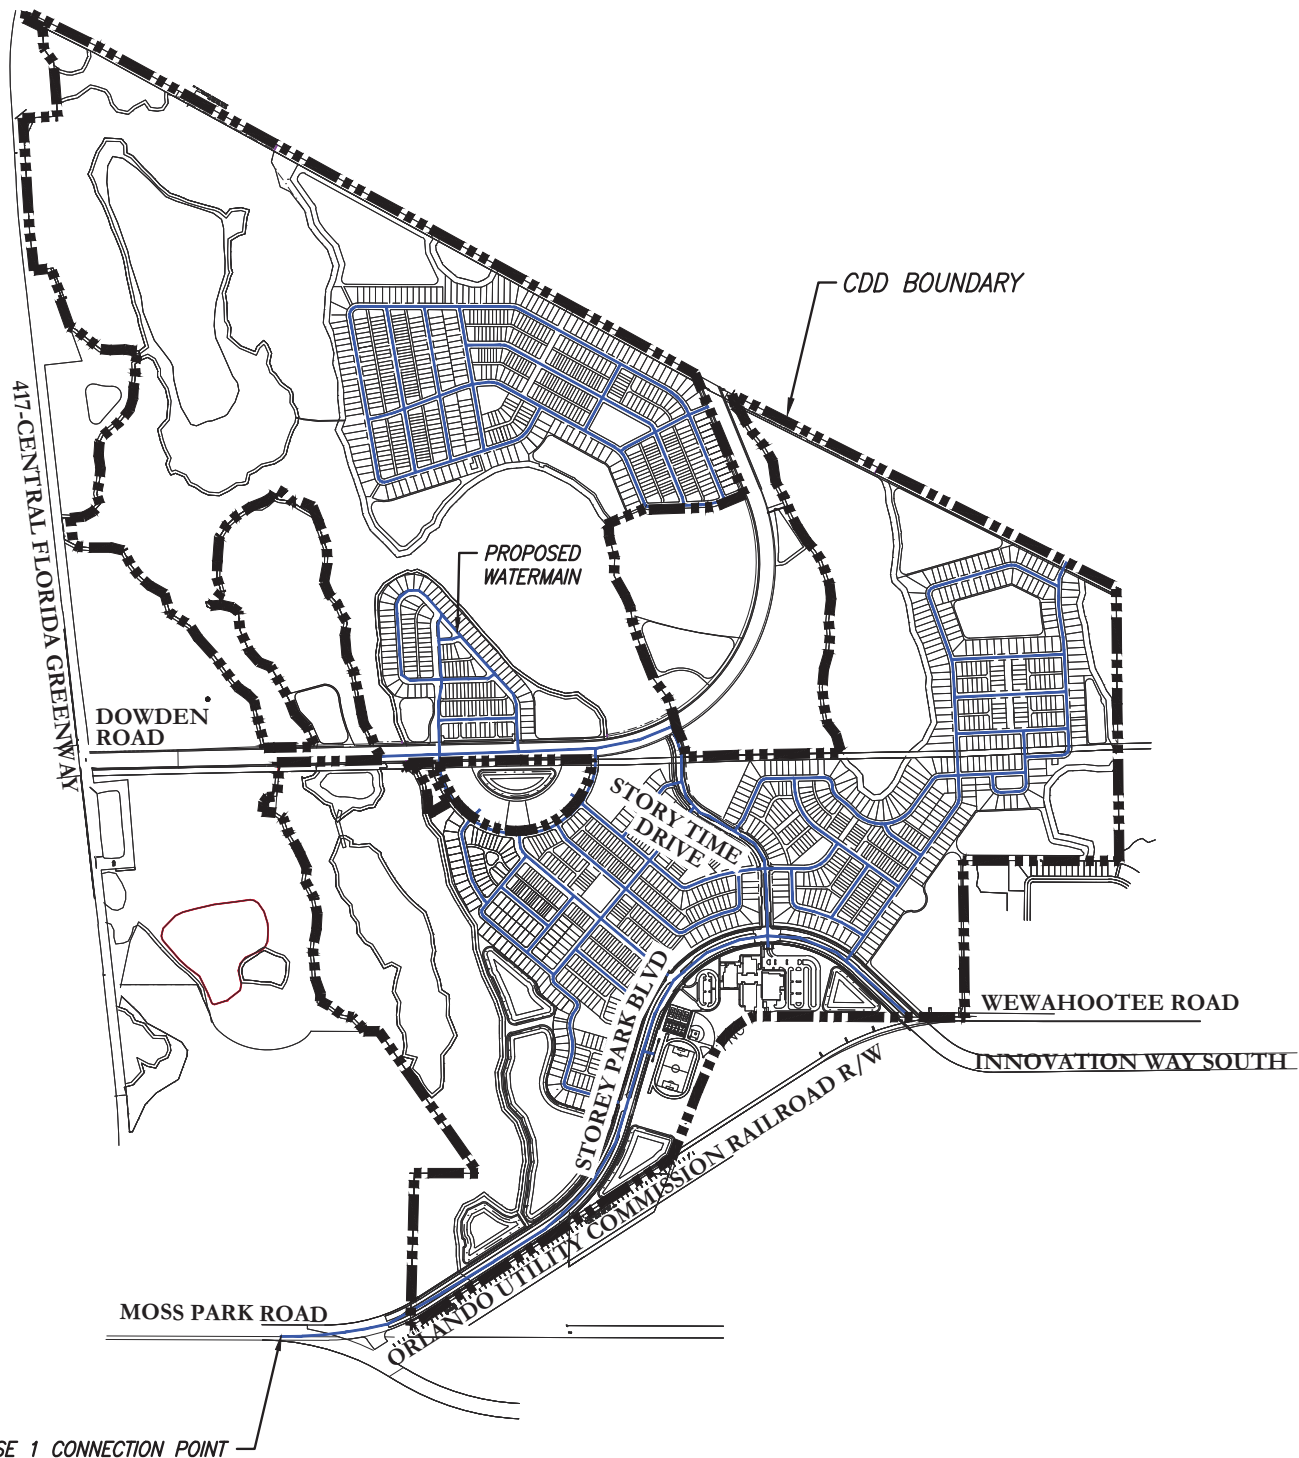 CDD BOUNDARY
417-CENTRAL FLORIDA GREENWAY
PROPOSED
WATERMAIN
DOWDEN
ROAD
STORY TIME
DRIVE
STOREY PARK BLVD
WEWAHOOTEE ROAD
INNOVATION WAY SOUTH
ORLANDO UTILITY COMMISSION RAILROAD R/W
MOSS PARK ROAD
SE 1 CONNECTION POINT